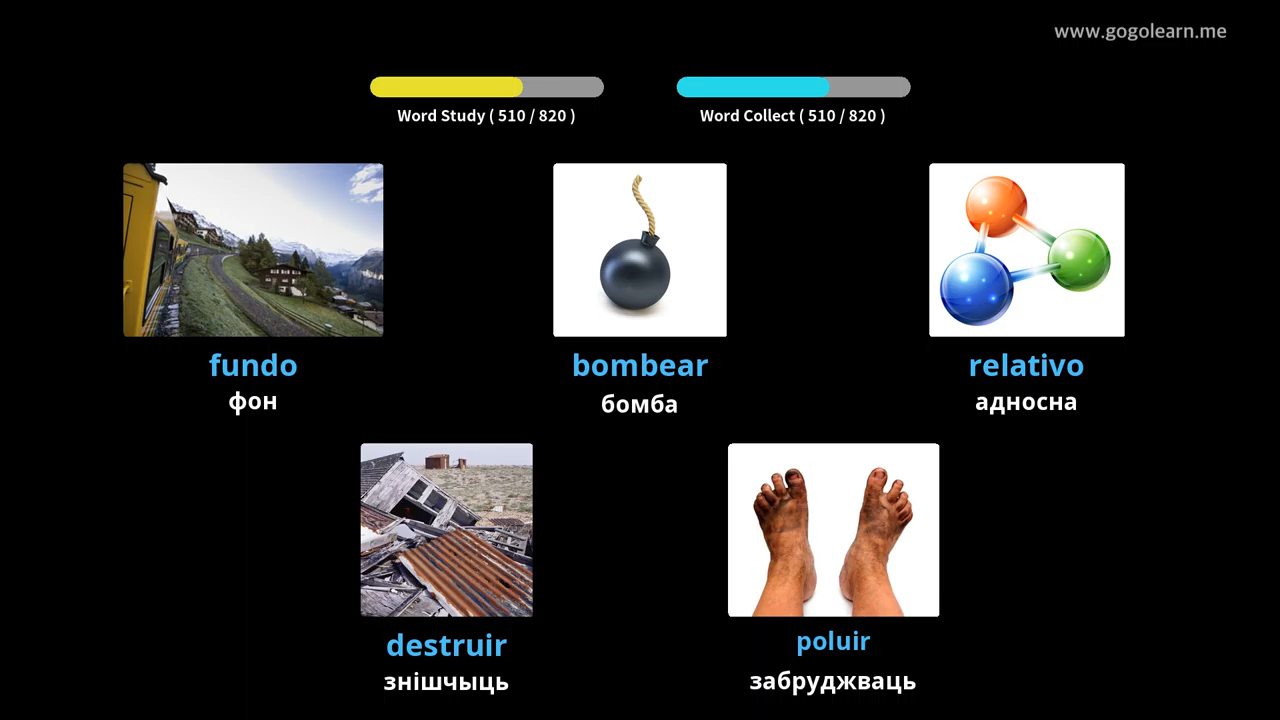 www.gogolearn.me
Word Study ( 510 / 820 )
Word Collect ( 510 / 820 )
fundo
фон
bombear
бомба
relativo
адносна
destruir
знішчыць
poluir
забруджваць